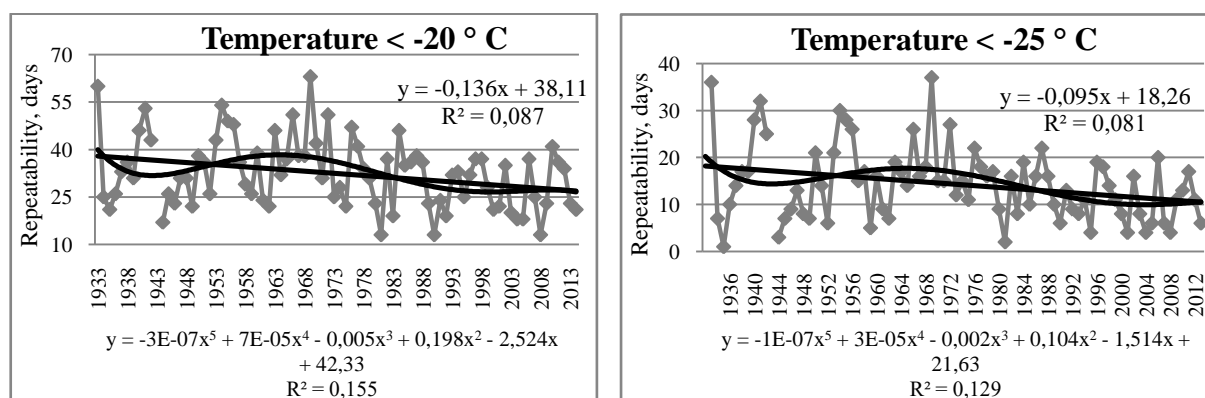 Temperature < -20 ° C
Repeatability, days
70
55
40
25
10
y = -0,136x + 38,11
R² = 0,087
1933 1938 1943 1948 1953 1958 1963 1968 1973 1978 1983 1988 1993 1998 2003 2008 2013
y = -3E-07x⁵ + 7E-05x⁴ - 0,005x³ + 0,198x² - 2,524x
+ 42,33
R² = 0,155
Temperature < -25 ° C
Repeatability, days
40
30
20
10
0
y = -0,095x + 18,26
R² = 0,081
1936 1940 1944 1948 1952 1956 1960 1964 1968 1972 1976 1980 1984 1988 1992 1996 2000 2004 2008 2012
y = -1E-07x⁵ + 3E-05x⁴ - 0,002x³ + 0,104x² - 1,514x +
21,63
R² = 0,129